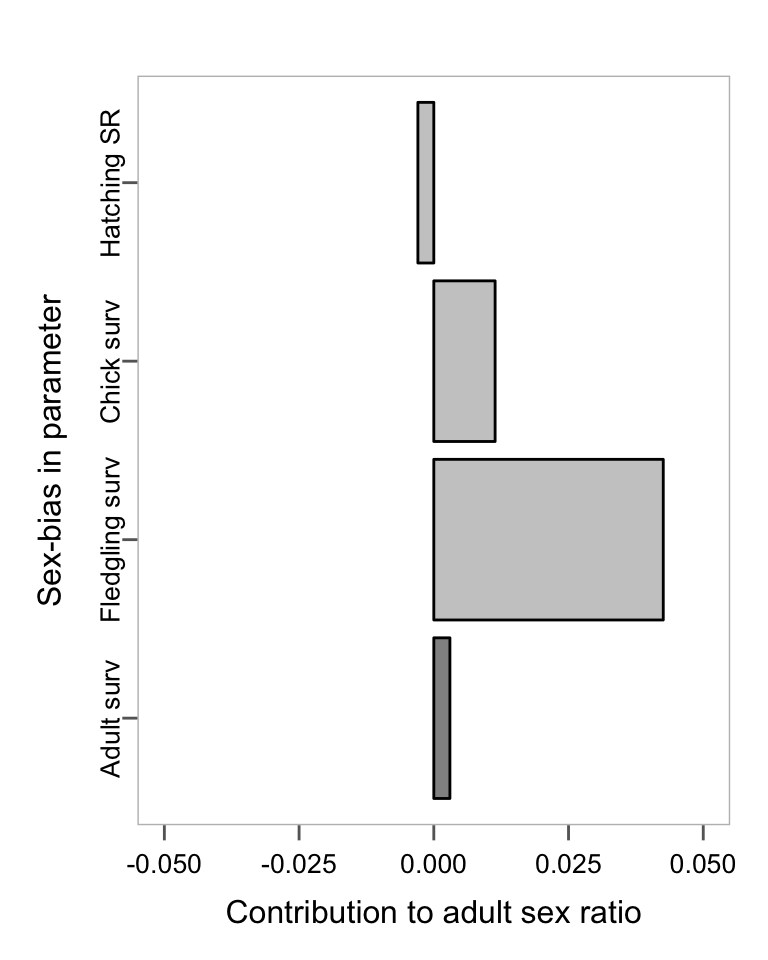 Sex-bias in parameter
Hatching SR
Chick surv
Fledgling surv
Adult surv
-0.050
-0.025
0.000
0.025
0.050
Contribution to adult sex ratio